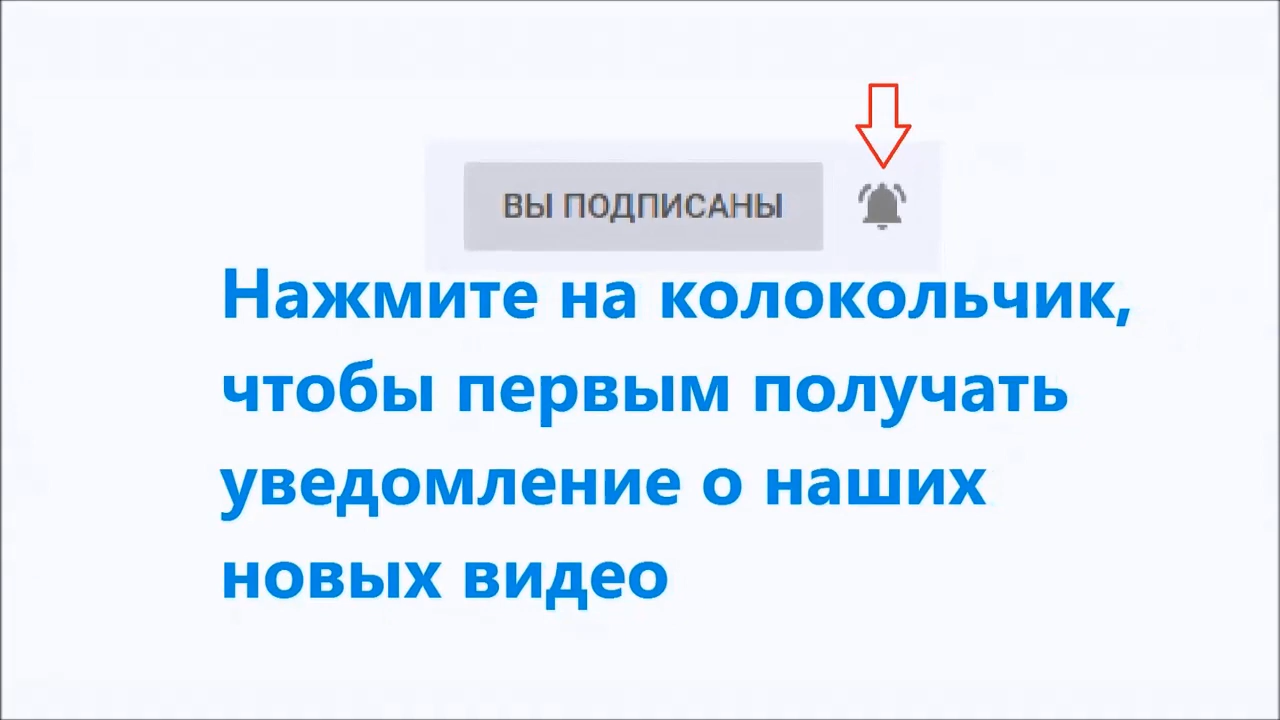 ВЫ ПОДПИСАНЫ
Нажмите на колокольчик,
чтобы первым получать
уведомление о наших
новых видео